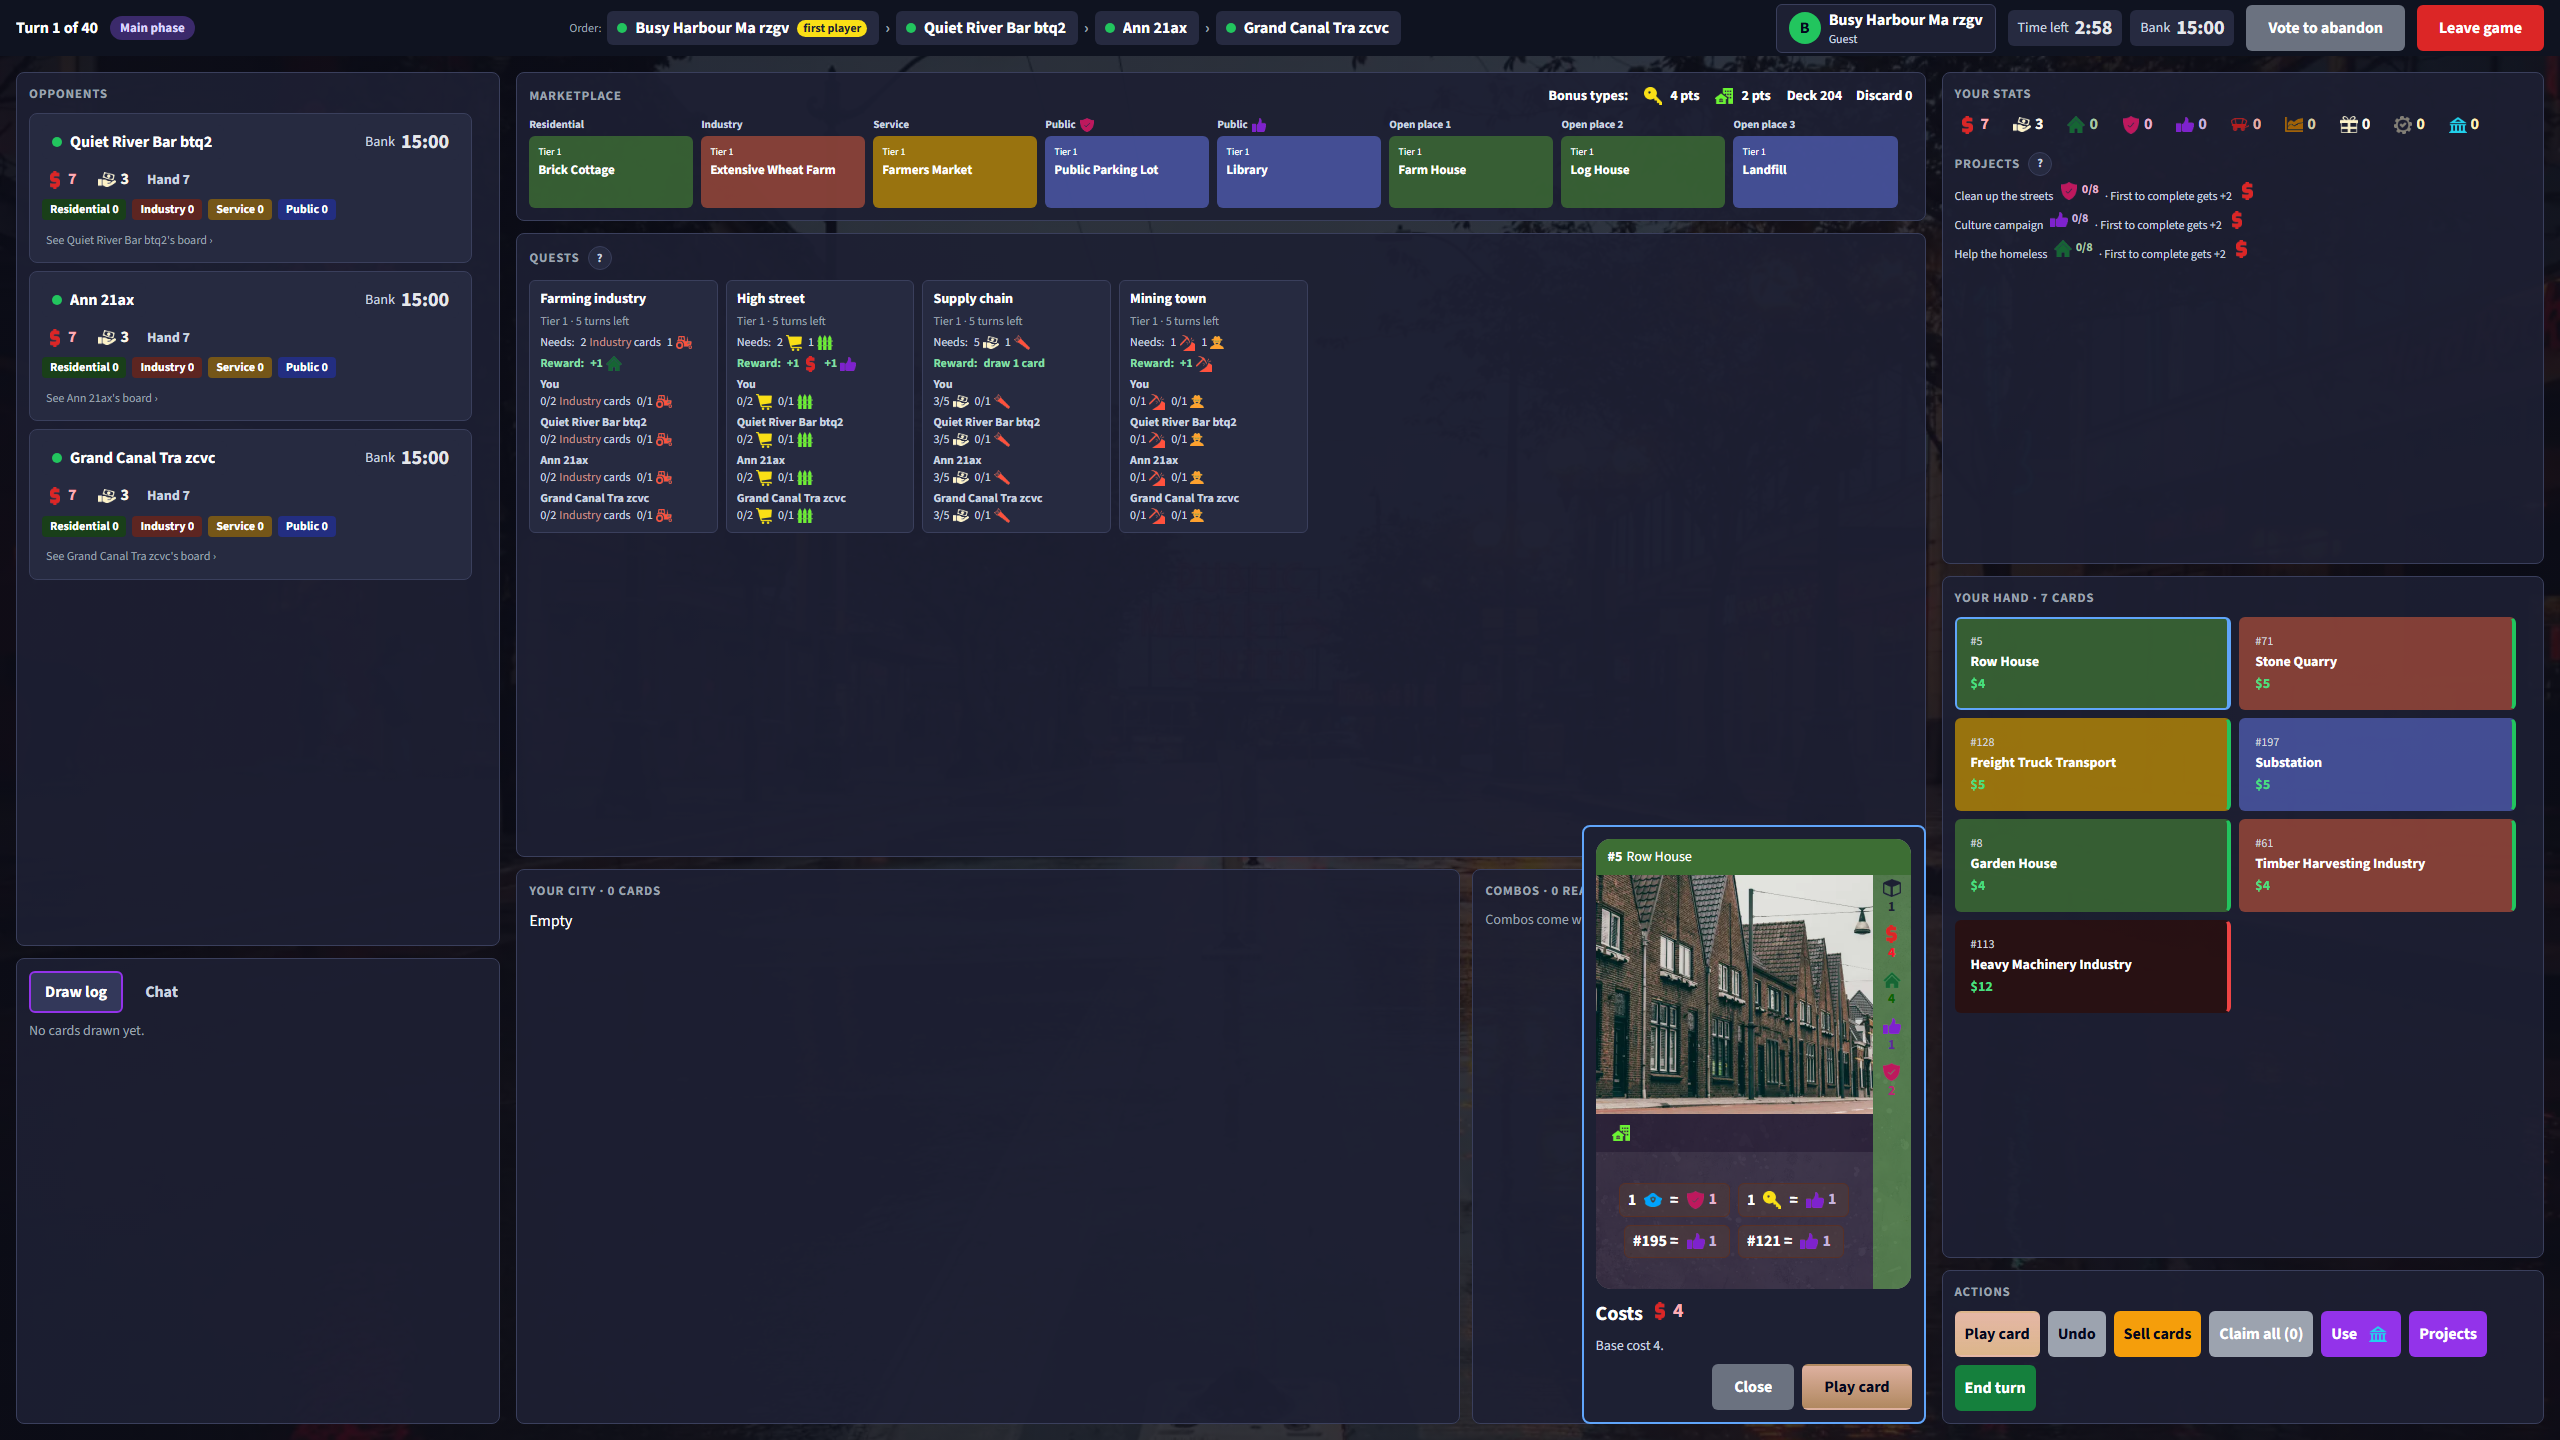 Turn 1 of 40 Main phase
Order: Busy Harbour Ma rzgv first player › Quiet River Bar btq2 › Ann 21ax › Grand Canal Tra zcvc
B Busy Harbour Ma rzgv
Guest
Time left 2:58
Bank 15:00
Vote to abandon
Leave game
OPPONENTS
Quiet River Bar btq2 Bank 15:00
7 3 Hand 7
Residential 0 Industry 0 Service 0 Public 0
See Quiet River Bar btq2's board ›
Ann 21ax Bank 15:00
7 3 Hand 7
Residential 0 Industry 0 Service 0 Public 0
See Ann 21ax's board ›
Grand Canal Tra zcvc Bank 15:00
7 3 Hand 7
Residential 0 Industry 0 Service 0 Public 0
See Grand Canal Tra zcvc's board ›
Draw log Chat
No cards drawn yet.
MARKETPLACE
Bonus types: 4 pts 2 pts Deck 204 Discard 0
Residential
Tier 1
Brick Cottage
Industry
Tier 1
Extensive Wheat Farm
Service
Tier 1
Farmers Market
Public
Tier 1
Public Parking Lot
Public
Tier 1
Library
Open place 1
Tier 1
Farm House
Open place 2
Tier 1
Log House
Open place 3
Tier 1
Landfill
QUESTS ?
Farming industry
Tier 1 · 5 turns left
Needs: 2 Industry cards 1
Reward: +1
You
0/2 Industry cards 0/1
Quiet River Bar btq2
0/2 Industry cards 0/1
Ann 21ax
0/2 Industry cards 0/1
Grand Canal Tra zcvc
0/2 Industry cards 0/1
High street
Tier 1 · 5 turns left
Needs: 2 1
Reward: +1 +1
You
0/2 0/1
Quiet River Bar btq2
0/2 0/1
Ann 21ax
0/2 0/1
Grand Canal Tra zcvc
0/2 0/1
Supply chain
Tier 1 · 5 turns left
Needs: 5 1
Reward: draw 1 card
You
3/5 0/1
Quiet River Bar btq2
3/5 0/1
Ann 21ax
3/5 0/1
Grand Canal Tra zcvc
3/5 0/1
Mining town
Tier 1 · 5 turns left
Needs: 1 1
Reward: +1
You
0/1 0/1
Quiet River Bar btq2
0/1 0/1
Ann 21ax
0/1 0/1
Grand Canal Tra zcvc
0/1 0/1
YOUR CITY · 0 CARDS
Empty
COMBOS · 0 REA
Combos come w
#5 Row House
1
4
4
1
2
1 = 1
1 = 1
#195 = 1
#121 = 1
Costs $ 4
Base cost 4.
Close
Play card
YOUR STATS
$ 7 3 0 0 0 0 0 0 0 0
PROJECTS ?
Clean up the streets 0/8 · First to complete gets +2 $
Culture campaign 0/8 · First to complete gets +2 $
Help the homeless 0/8 · First to complete gets +2 $
YOUR HAND · 7 CARDS
#5
Row House
$4
#71
Stone Quarry
$5
#128
Freight Truck Transport
$5
#197
Substation
$5
#8
Garden House
$4
#61
Timber Harvesting Industry
$4
#113
Heavy Machinery Industry
$12
ACTIONS
Play card
Undo
Sell cards
Claim all (0)
Use
Projects
End turn